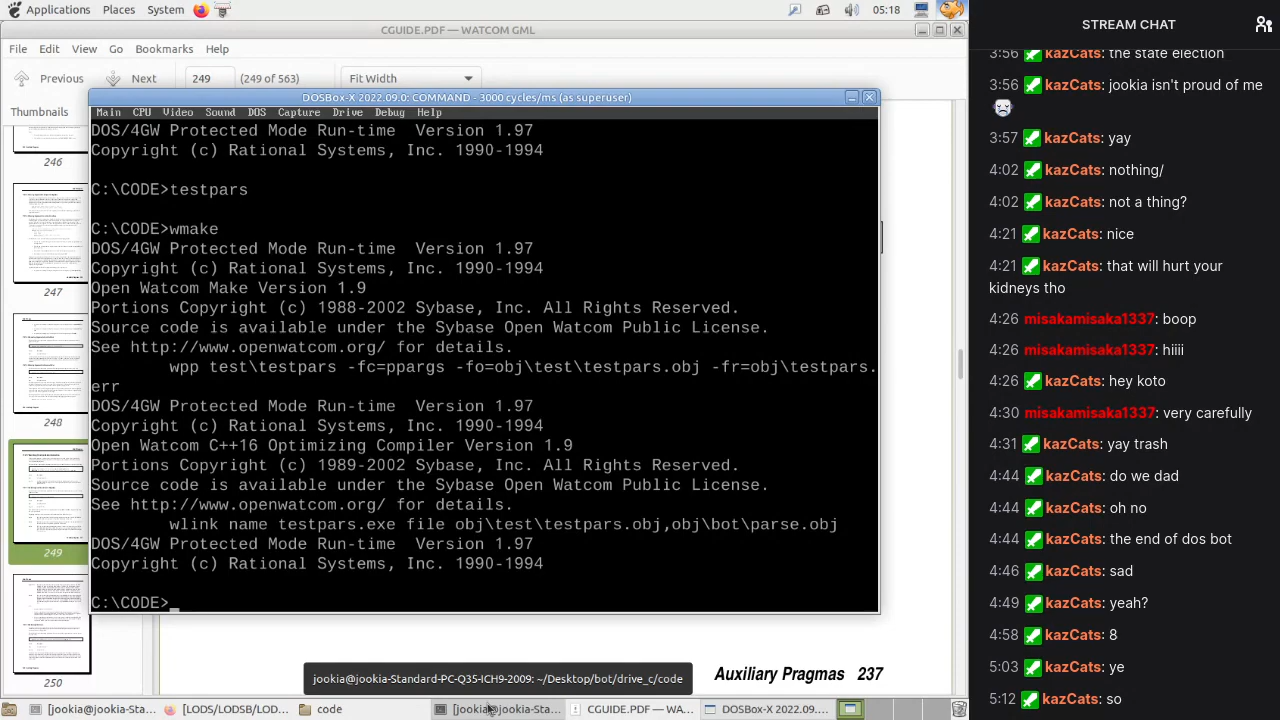 Applications Places System 05:18
CGUIDE.PDF — WATCOM GML
File Edit View Go Bookmarks Help
Previous Next 249 (249 of 563) Fit Width
Thumbnails
246
247
248
249
250
DOSBox-X 2022.09.0: COMMAND - 3000 cycles/ms (as superuser)
Main CPU Video Sound DOS Capture Drive Debug Help
DOS/4GW Protected Mode Run-time Version 1.97
Copyright (c) Rational Systems, Inc. 1990-1994
C:\CODE>testpars
C:\CODE>wmake
DOS/4GW Protected Mode Run-time Version 1.97
Copyright (c) Rational Systems, Inc. 1990-1994
Open Watcom Make Version 1.9
Portions Copyright (c) 1988-2002 Sybase, Inc. All Rights Reserved.
Source code is available under the Sybase Open Watcom Public License.
See http://www.openwatcom.org/ for details.
wpp test\testpars -fc=ppargs -fo=obj\test\testpars.obj -fr=obj\testpars.
err
DOS/4GW Protected Mode Run-time Version 1.97
Copyright (c) Rational Systems, Inc. 1990-1994
Open Watcom C++16 Optimizing Compiler Version 1.9
Portions Copyright (c) 1989-2002 Sybase, Inc. All Rights Reserved.
Source code is available under the Sybase Open Watcom Public License.
See http://www.openwatcom.org/ for details.
wlink name testpars.exe file obj\test\testpars.obj,obj\bot\parse.obj
DOS/4GW Protected Mode Run-time Version 1.97
Copyright (c) Rational Systems, Inc. 1990-1994
C:\CODE>_
Auxiliary Pragmas 237
jookia@jookia-Standard-PC-Q35-ICH9-2009: ~/Desktop/bot/drive_c/code
[jookia@jookia-Sta... [LODS/LODSB/LO... code [jookia@jookia-Sta... CGUIDE.PDF — WA... DOSBox-X 2022.09....
STREAM CHAT
3:56 kazCats: the state election
3:56 kazCats: jookia isn't proud of me
3:57 kazCats: yay
4:02 kazCats: nothing/
4:02 kazCats: not a thing?
4:21 kazCats: nice
4:21 kazCats: that will hurt your
kidneys tho
4:26 misakamisaka1337: boop
4:26 misakamisaka1337: hiiii
4:26 kazCats: hey koto
4:30 misakamisaka1337: very carefully
4:31 kazCats: yay trash
4:44 kazCats: do we dad
4:44 kazCats: oh no
4:44 kazCats: the end of dos bot
4:46 kazCats: sad
4:49 kazCats: yeah?
4:58 kazCats: 8
5:03 kazCats: ye
5:12 kazCats: so